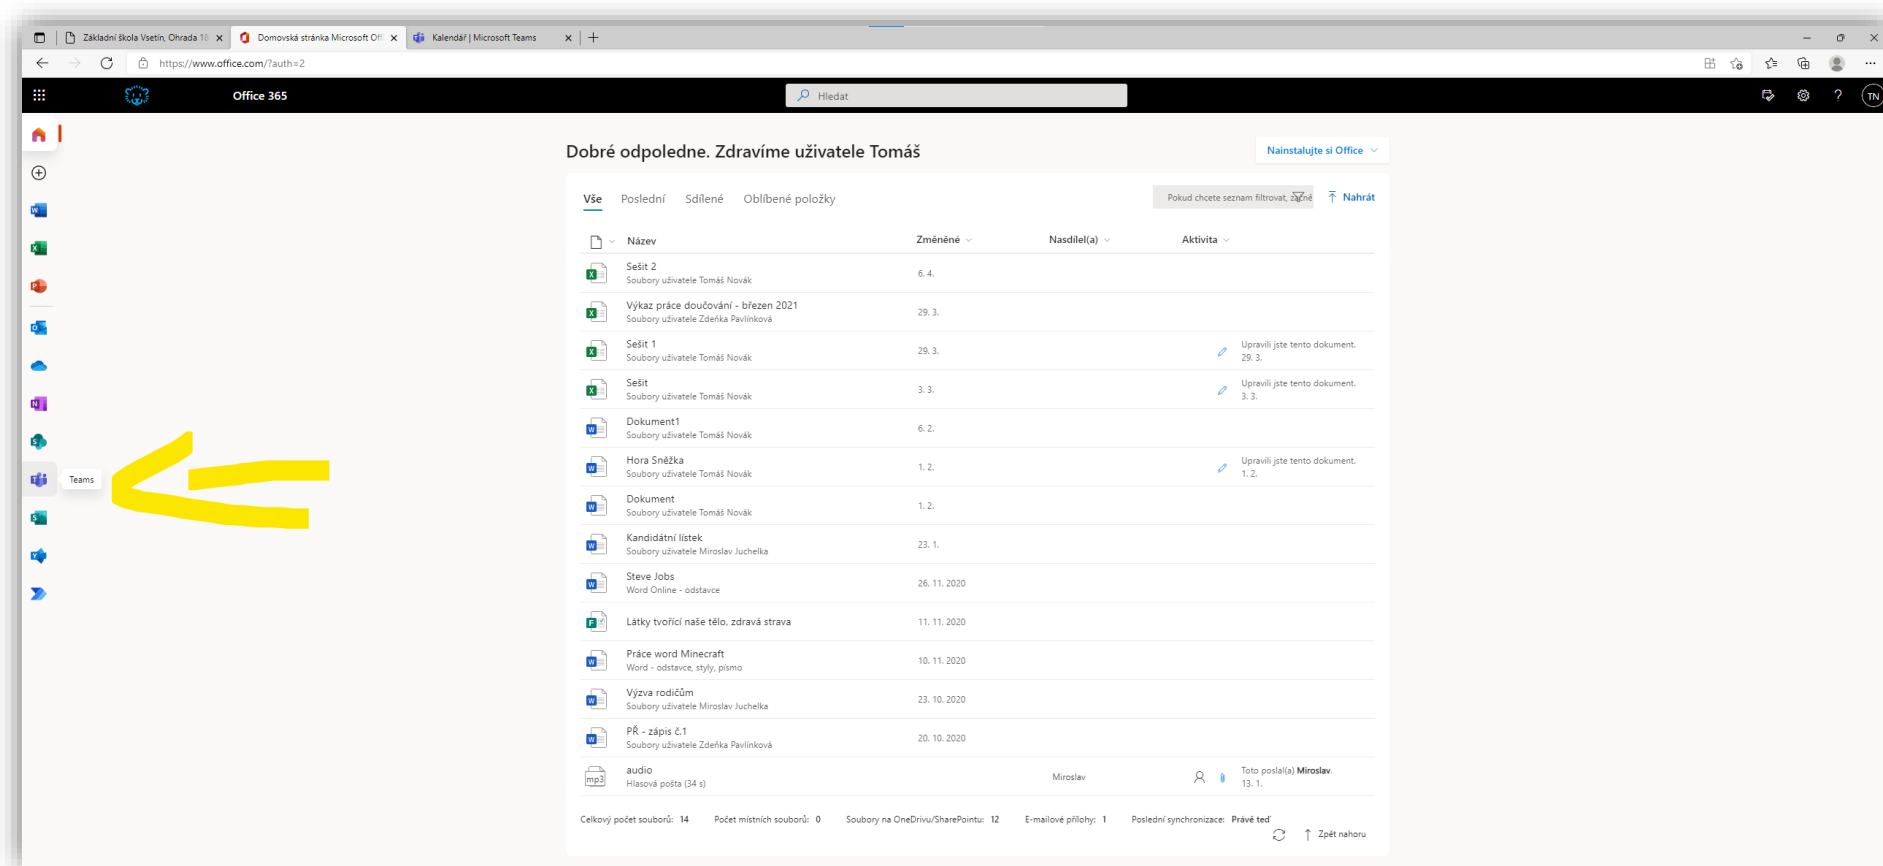 Základní škola Vsetín, Ohrada 18
Domovská stránka Microsoft Off
Kalendář | Microsoft Teams
https://www.office.com/?auth=2
Office 365
Hledat
TN
Dobré odpoledne. Zdravíme uživatele Tomáš
Nainstalujte si Office
Vše Poslední Sdílené Oblíbené položky
Pokud chcete seznam filtrovat, začně
Nahrát
Název Změněné Nasdílel(a) Aktivita
Sešit 2
Soubory uživatele Tomáš Novák
6. 4.
Výkaz práce doučování - březen 2021
Soubory uživatele Zdeňka Pavlínková
29. 3.
Sešit 1
Soubory uživatele Tomáš Novák
29. 3.
Upravili jste tento dokument.
29. 3.
Sešit
Soubory uživatele Tomáš Novák
3. 3.
Upravili jste tento dokument.
3. 3.
Dokument1
Soubory uživatele Tomáš Novák
6. 2.
Hora Sněžka
Soubory uživatele Tomáš Novák
1. 2.
Upravili jste tento dokument.
1. 2.
Teams
Dokument
Soubory uživatele Tomáš Novák
1. 2.
Kandidátní lístek
Soubory uživatele Miroslav Juchelka
23. 1.
Steve Jobs
Word Online - odstavce
26. 11. 2020
Látky tvořící naše tělo, zdravá strava
11. 11. 2020
Práce word Minecraft
Word - odstavce, styly, písmo
10. 11. 2020
Výzva rodičům
Soubory uživatele Miroslav Juchelka
23. 10. 2020
PŘ - zápis č.1
Soubory uživatele Zdeňka Pavlínková
20. 10. 2020
mp3
audio
Hlasová pošta (34 s)
Miroslav
Toto poslal(a) Miroslav.
13. 1.
Celkový počet souborů: 14 Počet místních souborů: 0 Soubory na OneDrivu/SharePointu: 12 E-mailové přílohy: 1 Poslední synchronizace: Právě teď
Zpět nahoru